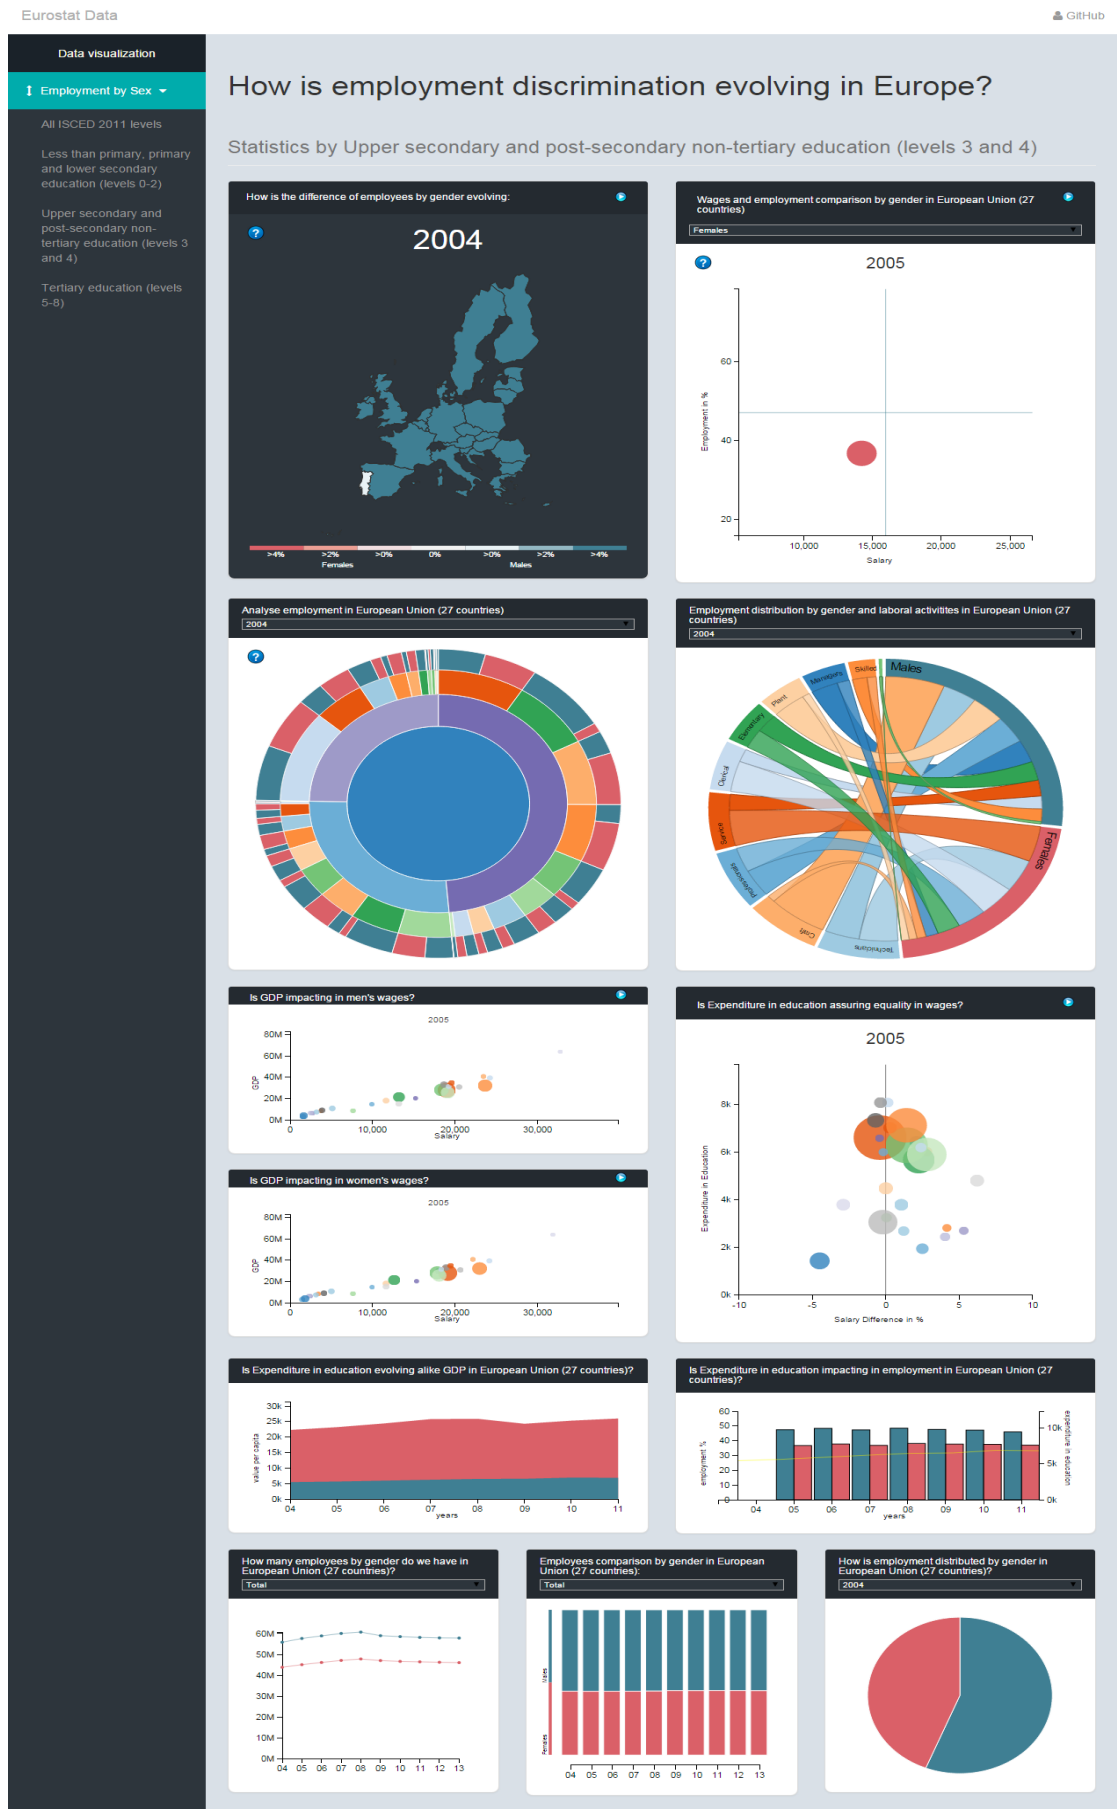 Eurostat Data
GitHub
Data visualization
Employment by Sex
All ISCED 2011 levels
Less than primary, primary
and lower secondary
education (levels 0-2)
Upper secondary and
post-secondary non-
tertiary education (levels 3
and 4)
Tertiary education (levels
5-8)
How is employment discrimination evolving in Europe?
Statistics by Upper secondary and post-secondary non-tertiary education (levels 3 and 4)
How is the difference of employees by gender evolving:
?
2004
>4% >2% >0% 0% >0% >2% >4%
Females Males
Wages and employment comparison by gender in European Union (27
countries)
Females
?
2005
60
40
20
Employment in %
10,000 15,000 20,000 25,000
Salary
Analyse employment in European Union (27 countries)
2004
?
Employment distribution by gender and laboral activitites in European Union (27
countries)
2004
Males
Females
Technicians
Craft
Professionals
Service
Clerical
Elementary
Plant
Managers
Skilled
Is GDP impacting in men's wages?
2005
80M
60M
40M
20M
0M
GDP
0 10,000 20,000 30,000
Salary
Is Expenditure in education assuring equality in wages?
2005
8k
6k
4k
2k
0k
Expenditure in Education
-10 -5 0 5 10
Salary Difference in %
Is GDP impacting in women's wages?
2005
80M
60M
40M
20M
0M
GDP
0 10,000 20,000 30,000
Salary
Is Expenditure in education evolving alike GDP in European Union (27 countries)?
30k
25k
20k
15k
10k
5k
0k
value per capita
04 05 06 07 08 09 10 11
years
Is Expenditure in education impacting in employment in European Union (27
countries)?
60
50
40
30
20
10
0
employment %
10k
5k
0k
expenditure in education
04 05 06 07 08 09 10 11
years
How many employees by gender do we have in
European Union (27 countries)?
Total
60M
50M
40M
30M
20M
10M
0M
04 05 06 07 08 09 10 11 12 13
Employees comparison by gender in European
Union (27 countries):
Total
Males
Females
04 05 06 07 08 09 10 11 12 13
How is employment distributed by gender in
European Union (27 countries)?
2004